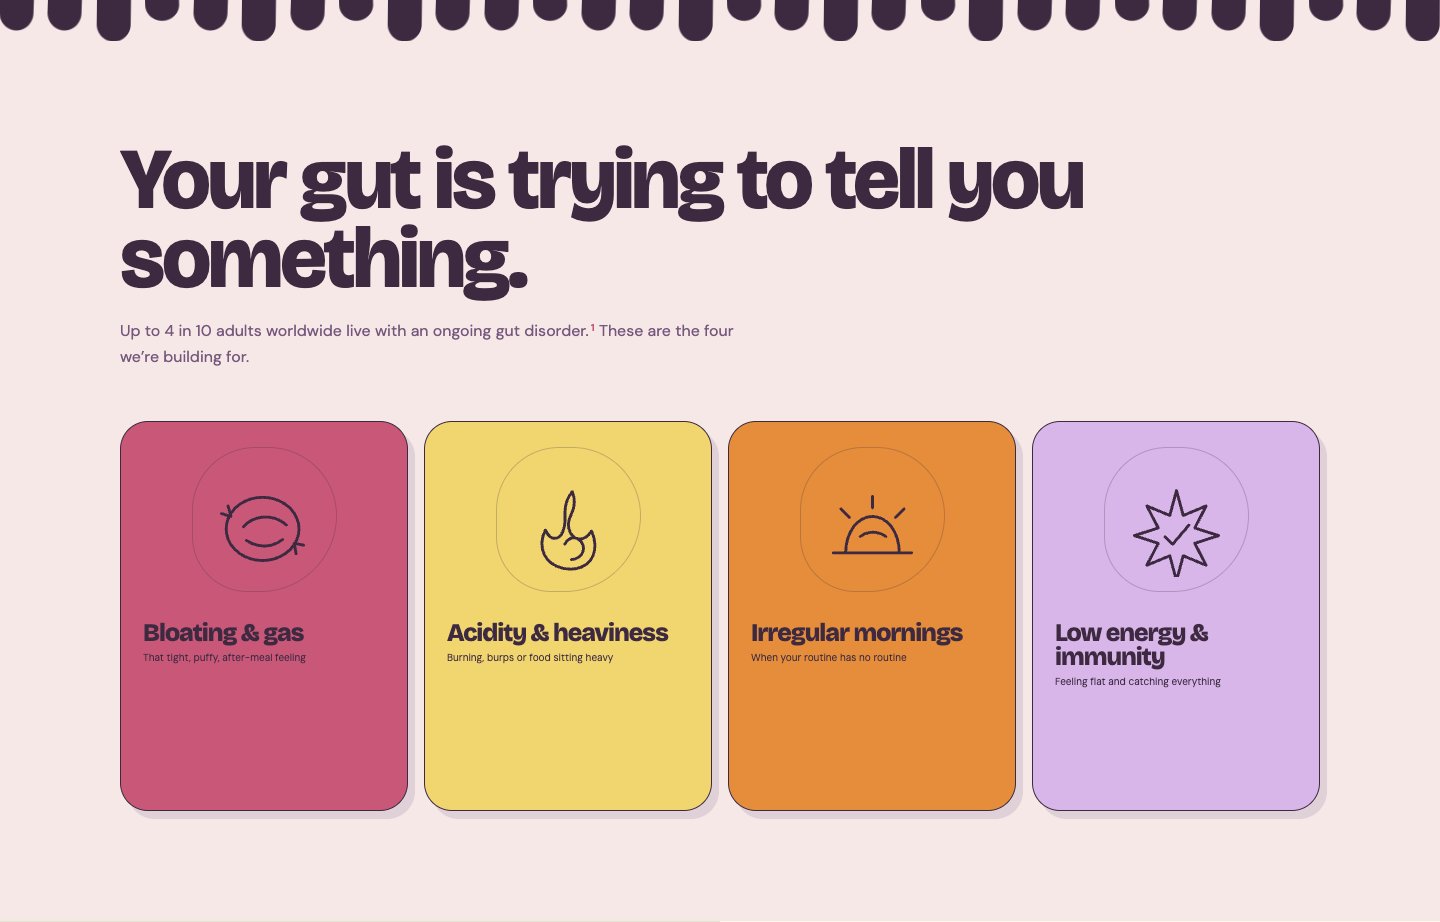 Your gut is trying to tell you
something.
Up to 4 in 10 adults worldwide live with an ongoing gut disorder.¹ These are the four
we’re building for.
Bloating & gas
That tight, puffy, after-meal feeling
Acidity & heaviness
Burning, burps or food sitting heavy
Irregular mornings
When your routine has no routine
Low energy &
immunity
Feeling flat and catching everything